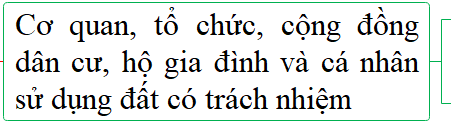 Cơ quan, tổ chức, cộng đồng
dân cư, hộ gia đình và cá nhân
sử dụng đất có trách nhiệm